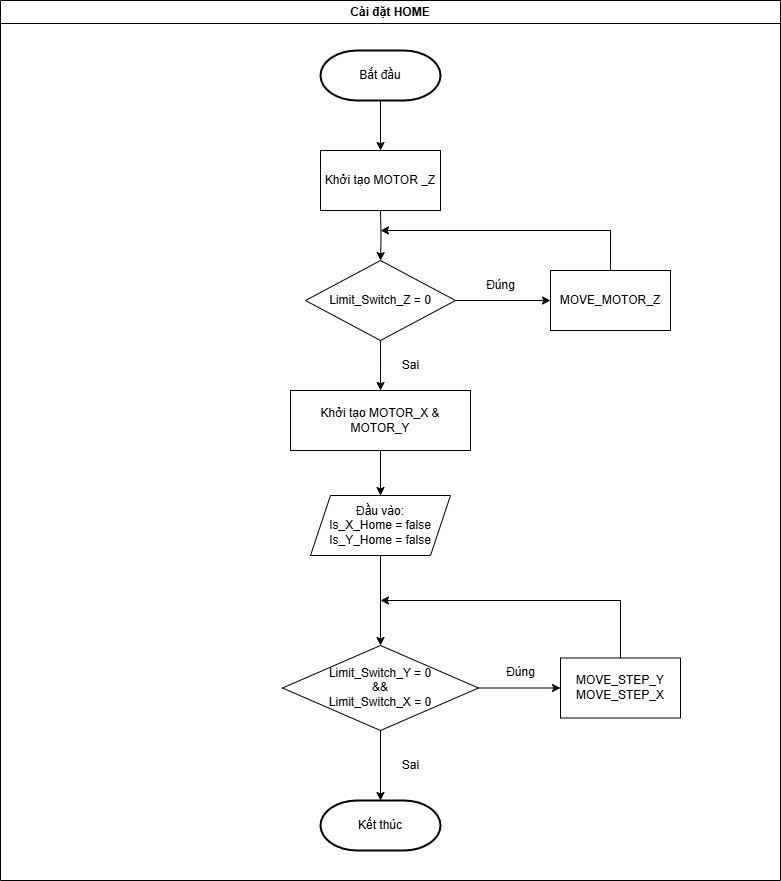 Cài đặt HOME
Bắt đầu
Khởi tạo MOTOR _Z
Limit_Switch_Z = 0
Đúng
MOVE_MOTOR_Z
Sai
Khởi tạo MOTOR_X &
MOTOR_Y
Đầu vào:
Is_X_Home = false
Is_Y_Home = false
Limit_Switch_Y = 0
&&
Limit_Switch_X = 0
Đúng
MOVE_STEP_Y
MOVE_STEP_X
Sai
Kết thúc